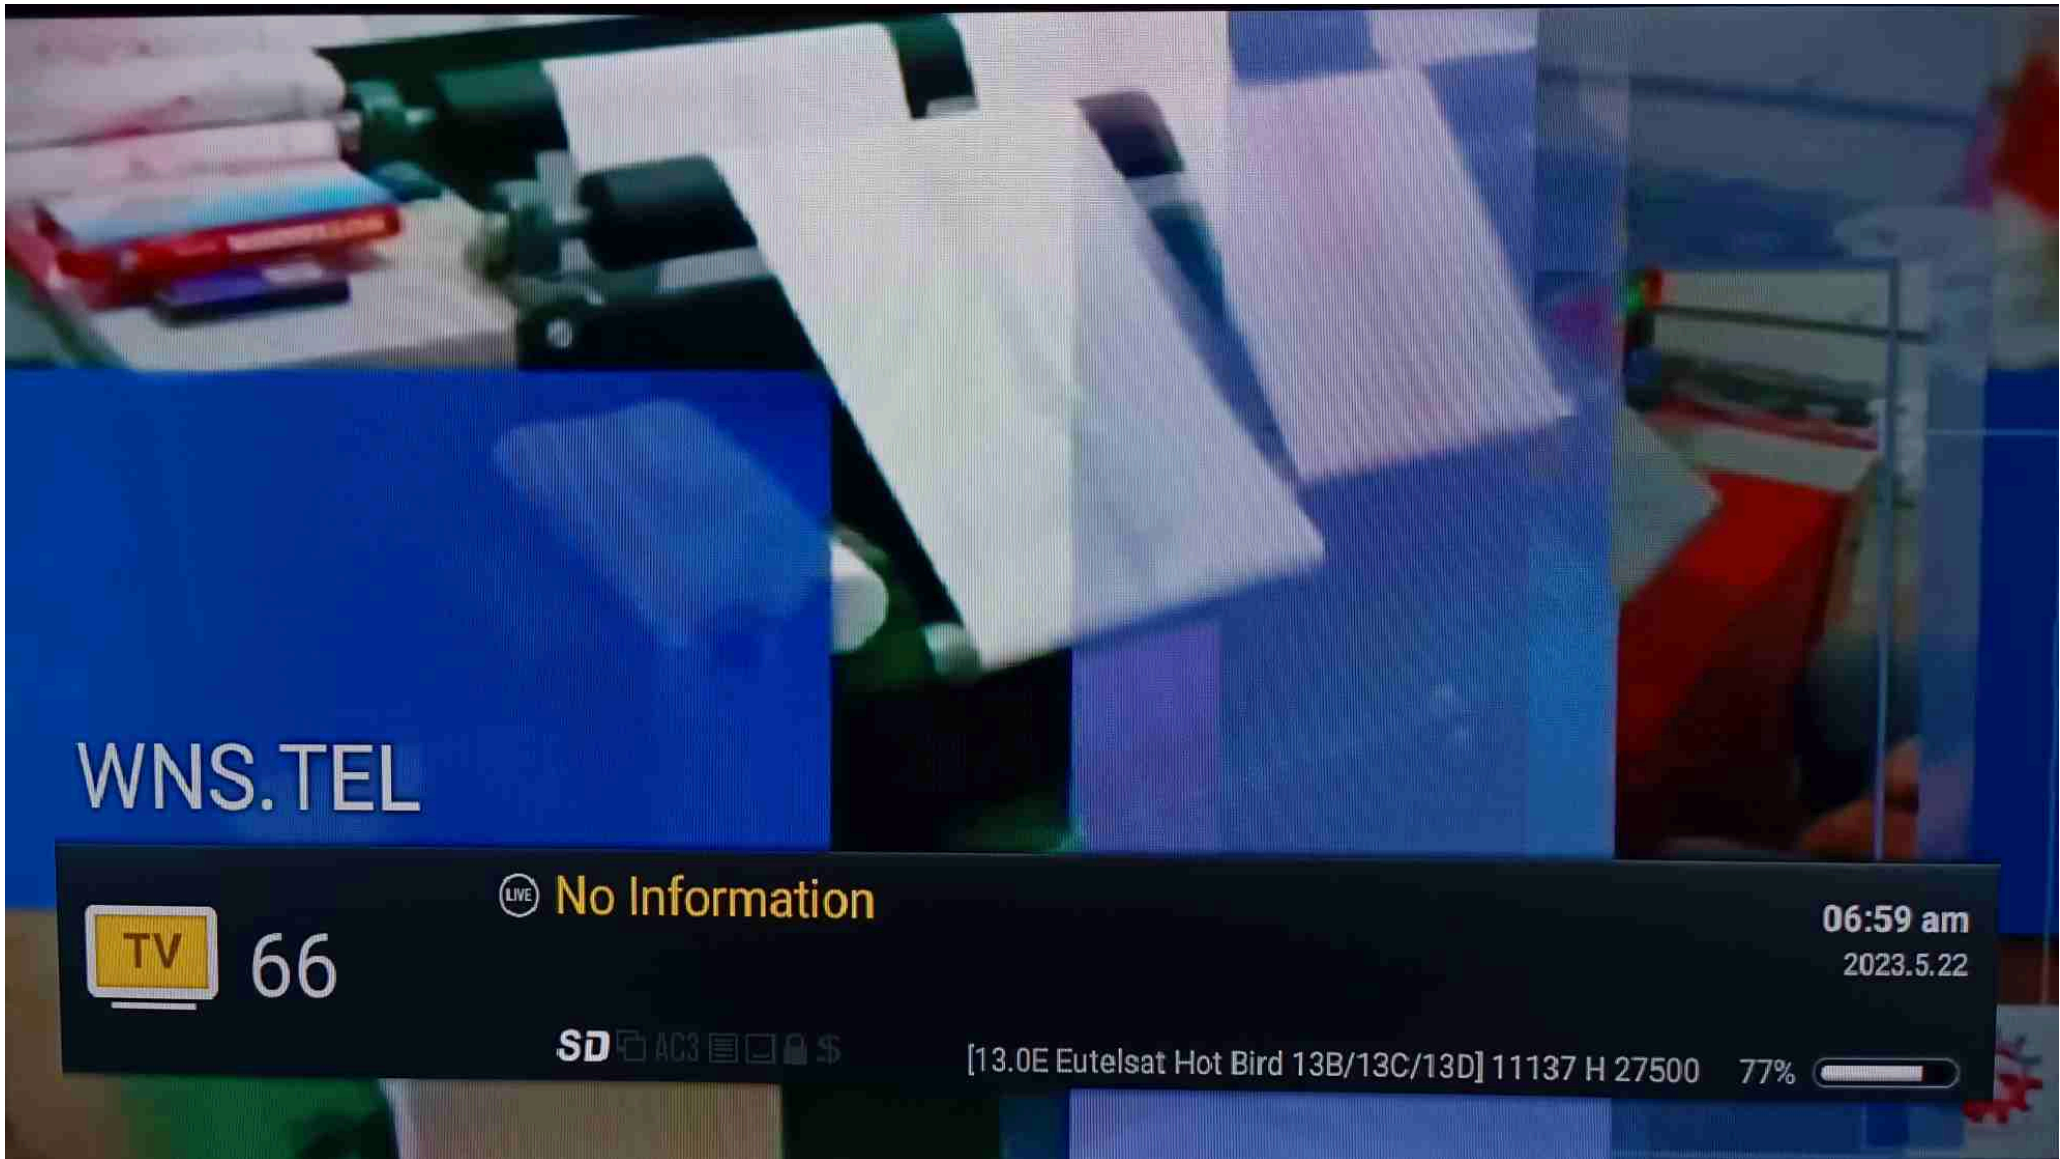 WNS.TEL
LIVE No Information
TV 66
06:59 am
2023.5.22
SD AC3 $
[13.0E Eutelsat Hot Bird 13B/13C/13D] 11137 H 27500 77%